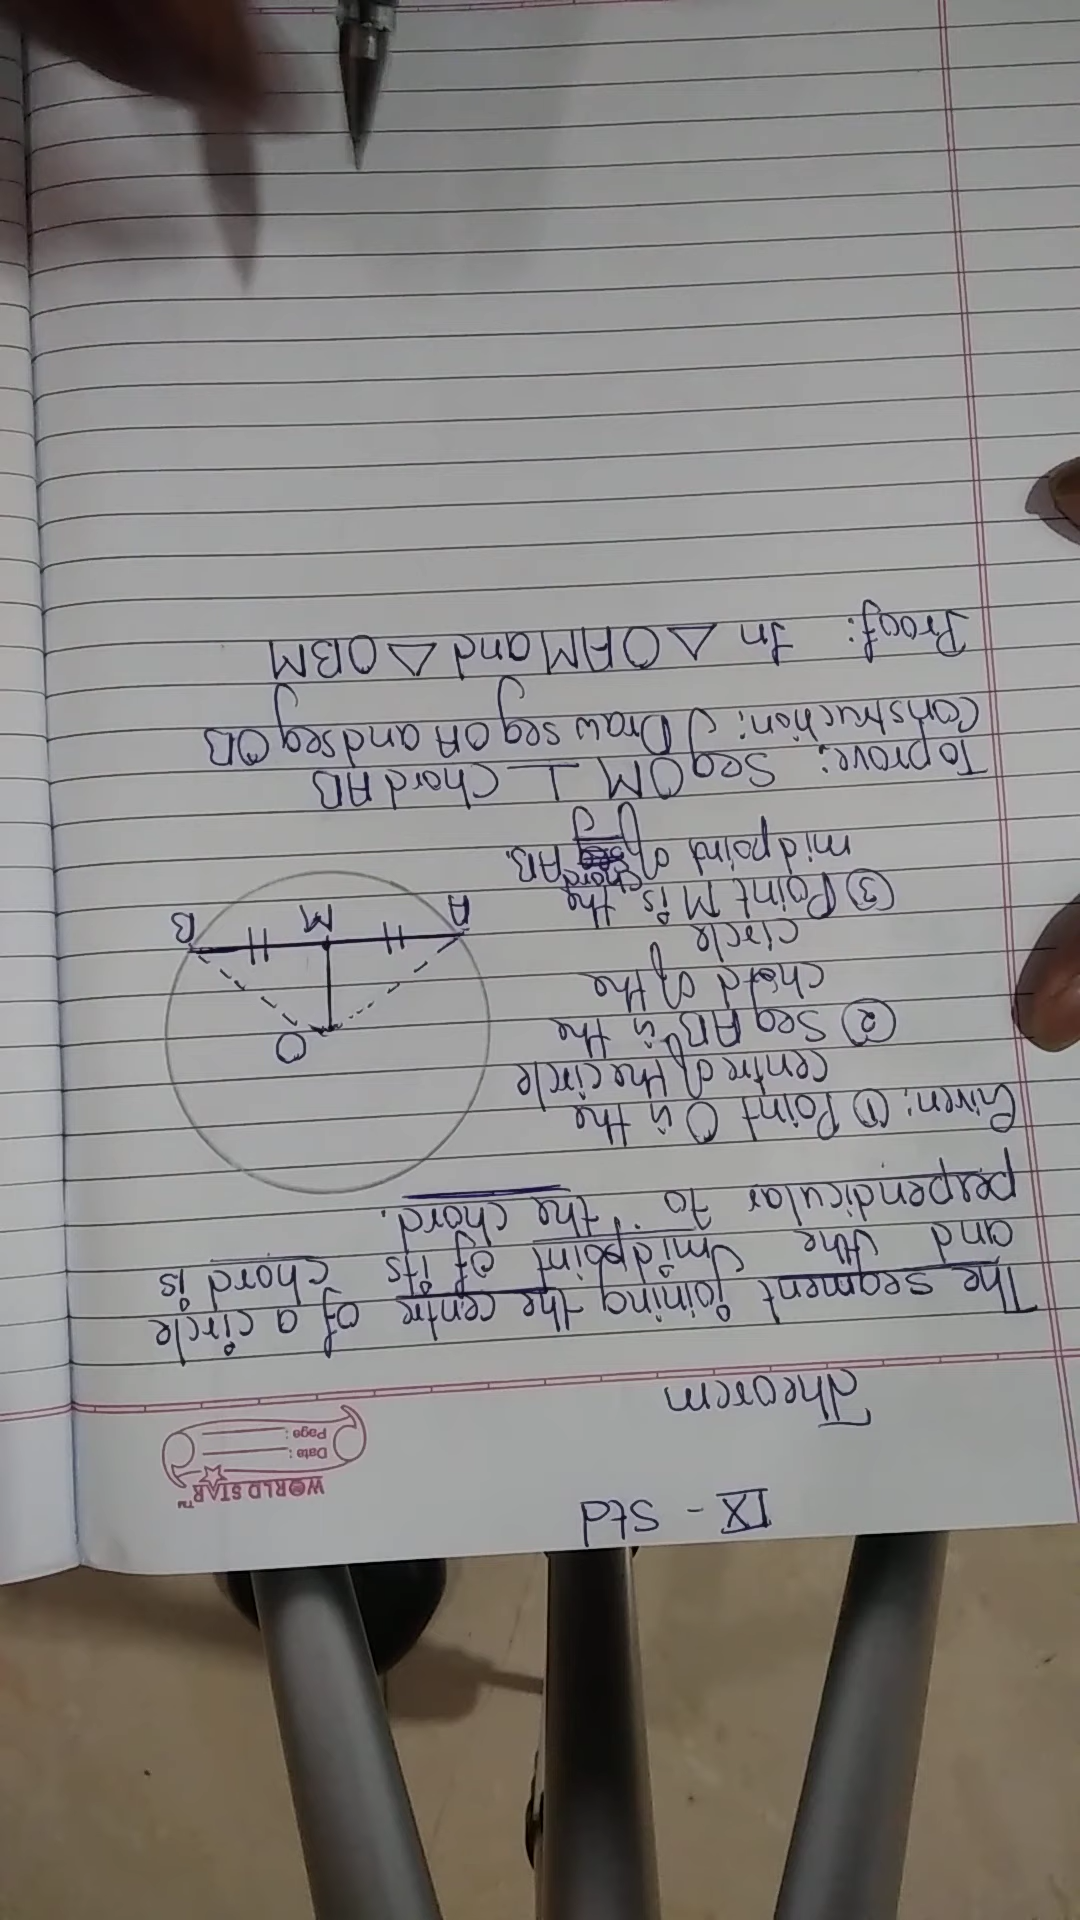 IX - Std
WORLD STAR™
Date:
Page:
Theorem
The segment joining the centre of a circle
and the midpoint of its chord is
perpendicular to the chord.
Given: ① Point O is the
centre of the circle
② Seg AB is the
chord of the
circle
③ Point M is the
chord
midpoint of AB.
To prove: Seg OM ⊥ Chord AB
Construction: Draw seg OA and seg OB
Proof: In △OAM and △OBM
O
A
M
B